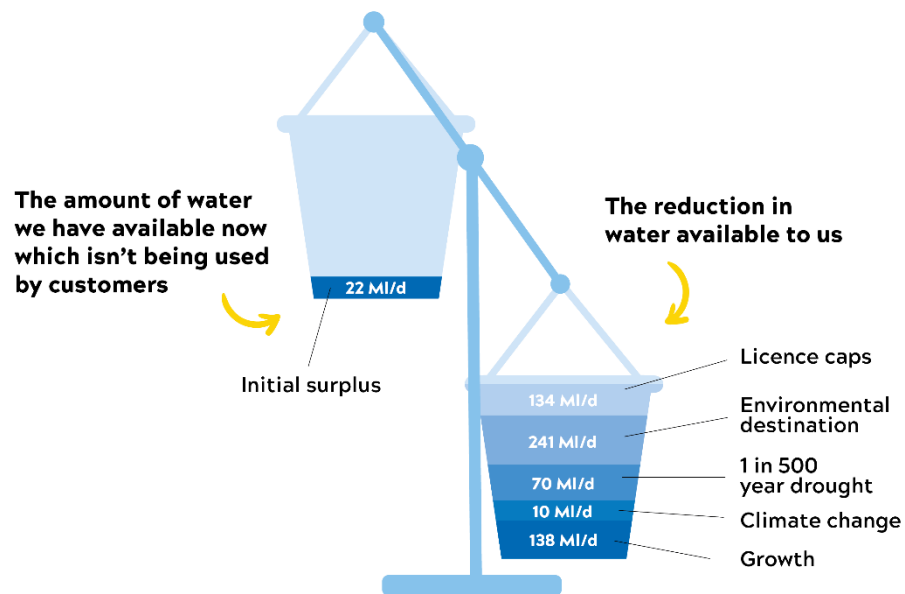 The amount of water
we have available now
which isn't being used
by customers
22 Ml/d
Initial surplus
The reduction in
water available to us
134 Ml/d
Licence caps
241 Ml/d
Environmental
destination
70 Ml/d
1 in 500
year drought
10 Ml/d
Climate change
138 Ml/d
Growth